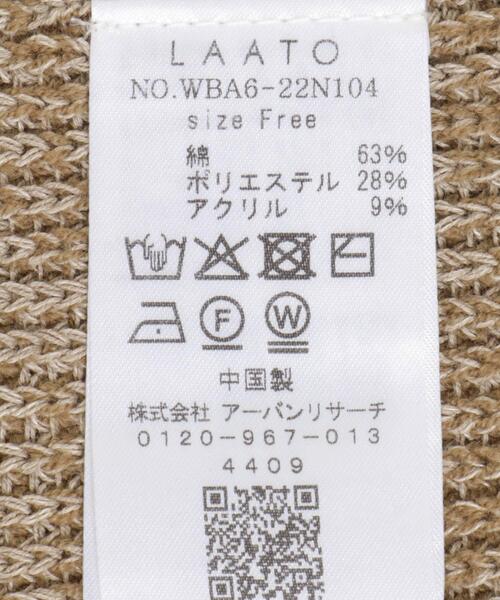 LAATO
NO.WBA6-22N104
size Free
綿 63%
ポリエステル 28%
アクリル 9%
F W
中国製
株式会社 アーバンリサーチ
0120-967-013
4409